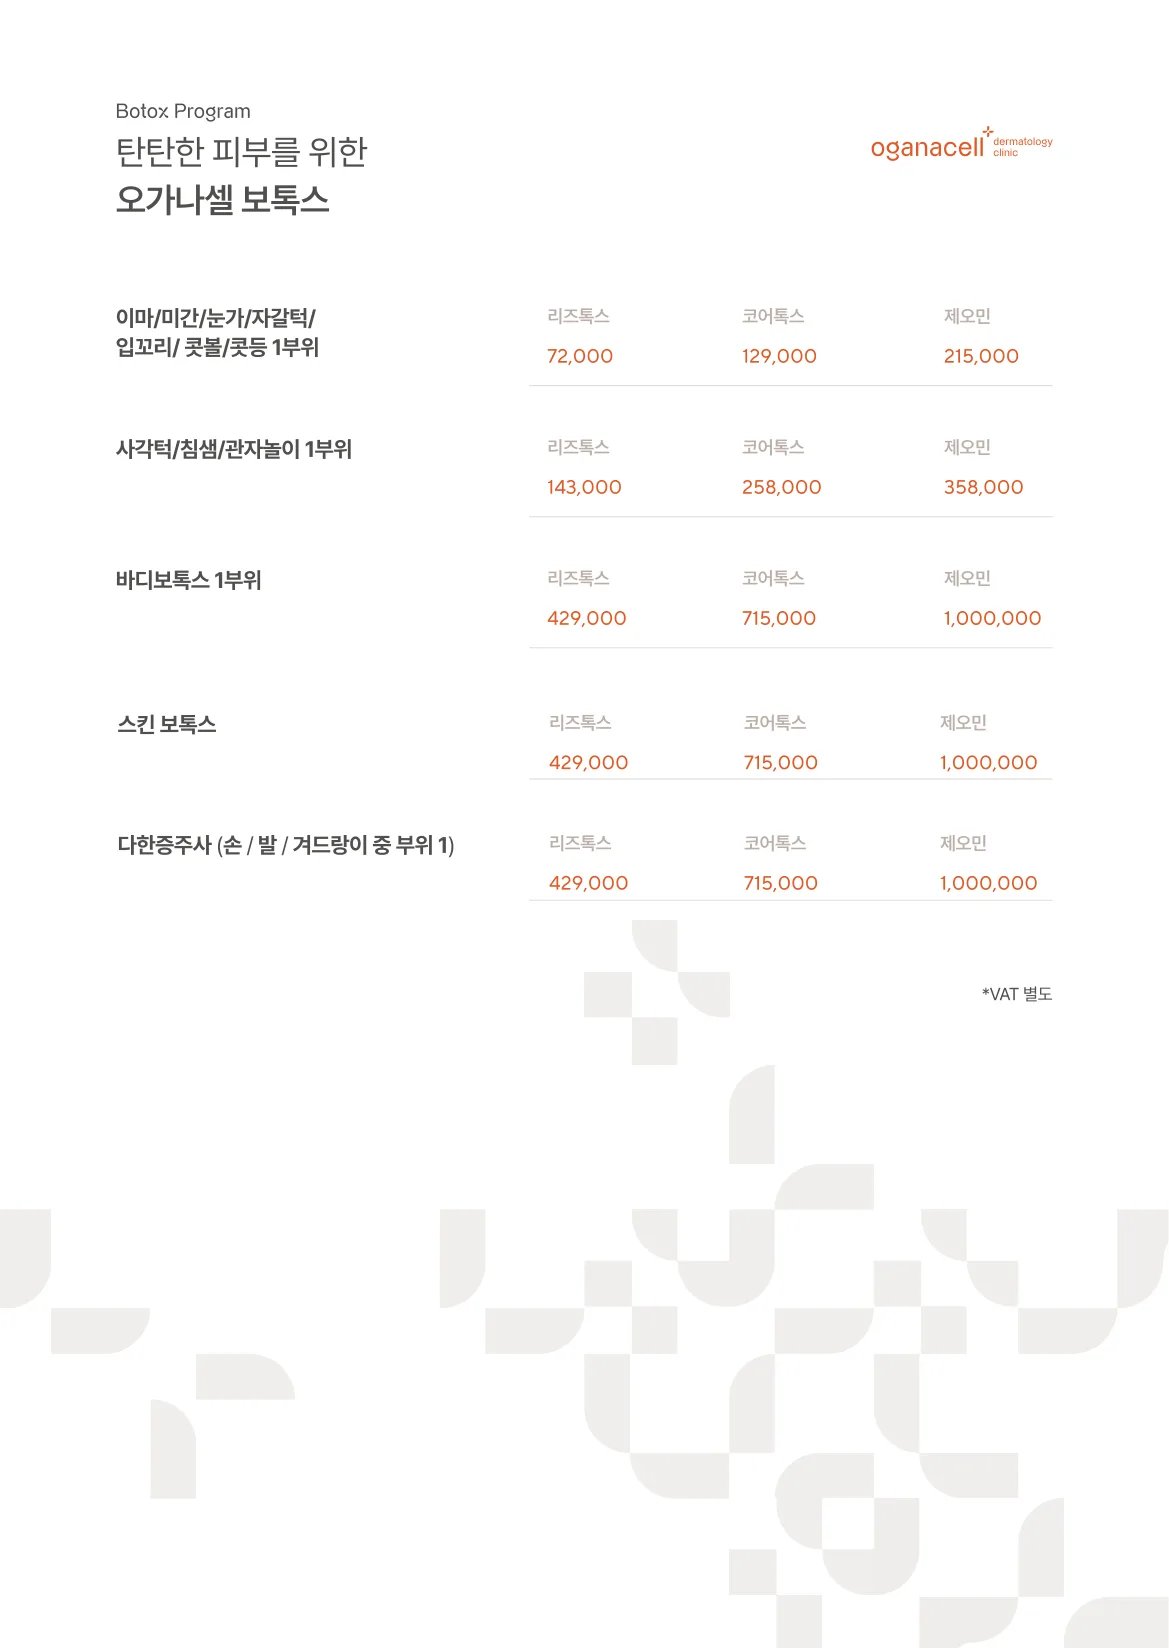 Botox Program
탄탄한 피부를 위한
오가나셀 보톡스
oganacell dermatology
clinic
이마/미간/눈가/자갈턱/
입꼬리/ 콧볼/콧등 1부위
리즈톡스 코어톡스 제오민
72,000 129,000 215,000
사각턱/침샘/관자놀이 1부위
리즈톡스 코어톡스 제오민
143,000 258,000 358,000
바디보톡스 1부위
리즈톡스 코어톡스 제오민
429,000 715,000 1,000,000
스킨 보톡스
리즈톡스 코어톡스 제오민
429,000 715,000 1,000,000
다한증주사 (손 / 발 / 겨드랑이 중 부위 1)
리즈톡스 코어톡스 제오민
429,000 715,000 1,000,000
*VAT 별도